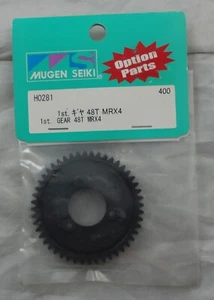 Option Parts
MUGEN SEIKI
H0281 400
1st. ギヤ 48T MRX4
1st. GEAR 48T MRX4